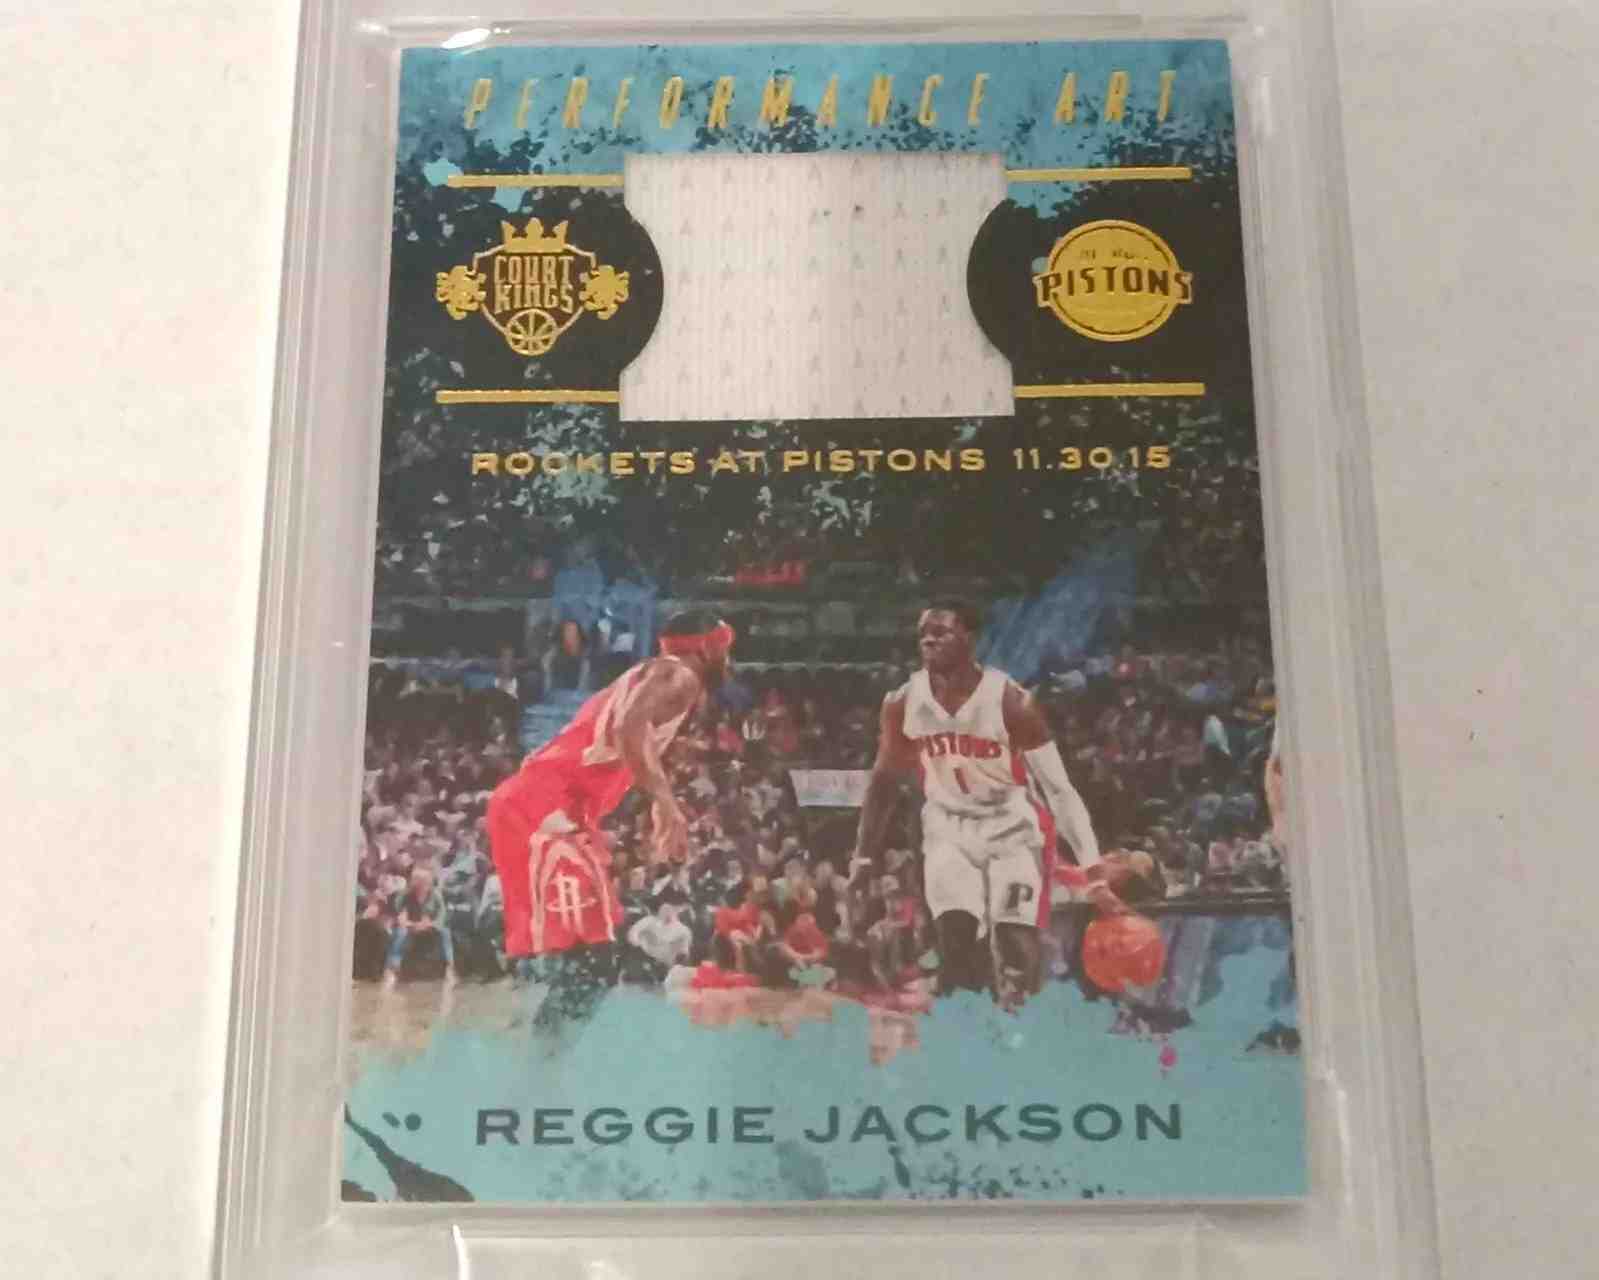 PERFORMANCE ART
COURT
KINGS
PISTONS
ROCKETS AT PISTONS 11.30.15
PISTONS
1
R
P
REGGIE JACKSON